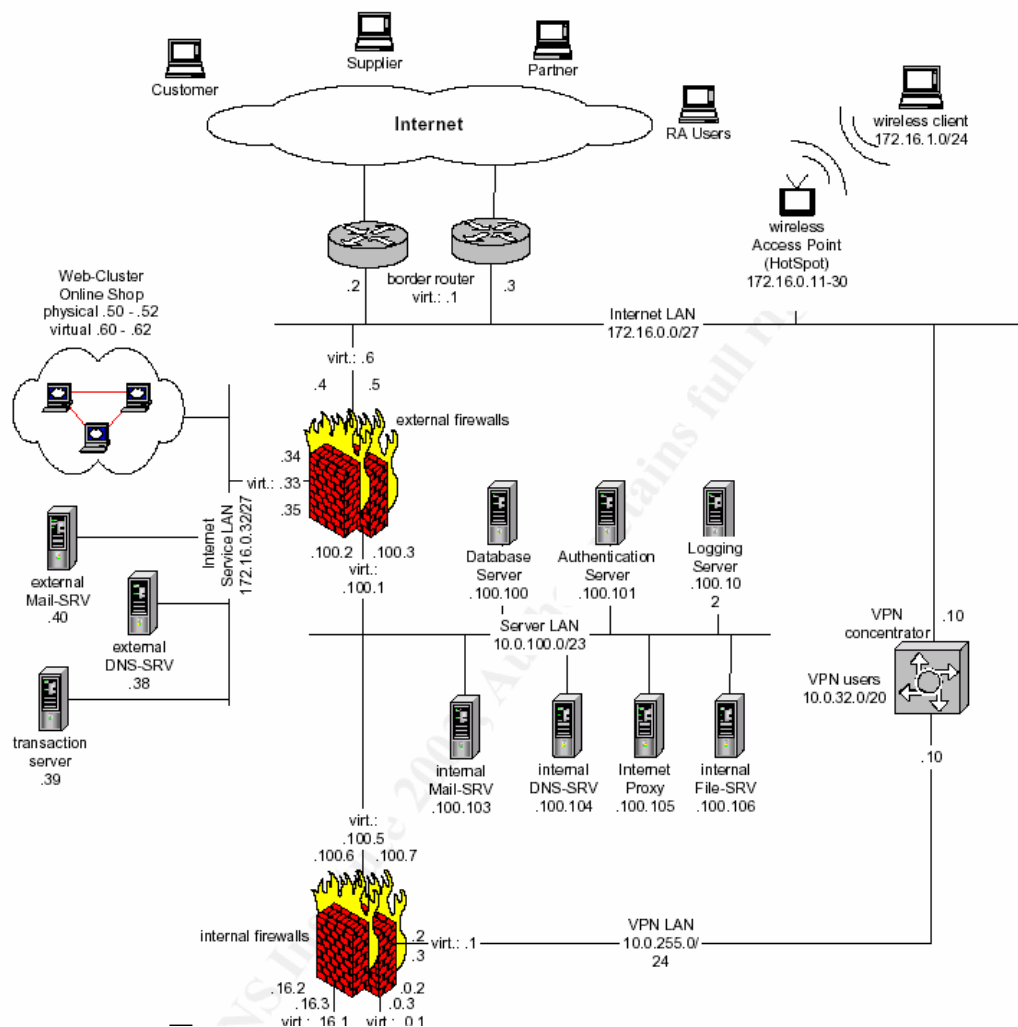 Customer
Supplier
Partner
RA Users
Internet
wireless client
172.16.1.0/24
wireless
Access Point
(HotSpot)
172.16.0.11-30
.2
border router
virt.: .1
.3
Internet LAN
172.16.0.0/27
Web-Cluster
Online Shop
physical .50 - .52
virtual .60 - .62
virt.: .6
.4
.5
external firewalls
.34
virt.: .33
.35
Internet
Service LAN
172.16.0.32/27
.100.2
.100.3
virt.:
.100.1
external
Mail-SRV
.40
external
DNS-SRV
.38
transaction
server
.39
Database
Server
.100.100
Authentication
Server
.100.101
Logging
Server
.100.10
2
Server LAN
10.0.100.0/23
internal
Mail-SRV
.100.103
internal
DNS-SRV
.100.104
Internet
Proxy
.100.105
internal
File-SRV
.100.106
VPN
concentrator
.10
VPN users
10.0.32.0/20
.10
virt.:
.100.5
.100.6
.100.7
internal firewalls
.2
.3
virt.: .1
VPN LAN
10.0.255.0/
24
.16.2
.16.3
virt.: .16.1
.0.2
.0.3
virt.: .0.1